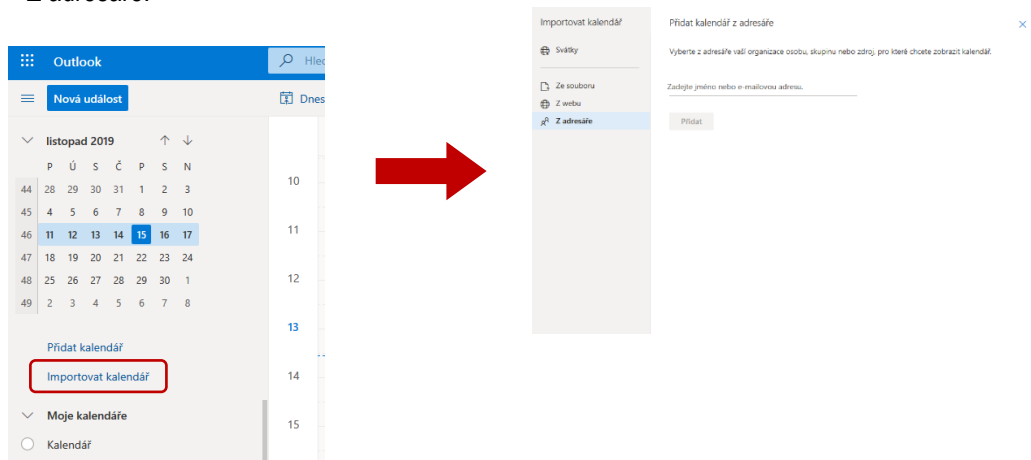 Z adresáře.
Outlook
Hled
Nová událost
Dnes
listopad 2019
P Ú S Č P S N
44 28 29 30 31 1 2 3
45 4 5 6 7 8 9 10
46 11 12 13 14 15 16 17
47 18 19 20 21 22 23 24
48 25 26 27 28 29 30 1
49 2 3 4 5 6 7 8
Přidat kalendář
Importovat kalendář
Moje kalendáře
Kalendář
10
11
12
13
14
15
Importovat kalendář
Svátky
Ze souboru
Z webu
Z adresáře
Přidat kalendář z adresáře
Vyberte z adresáře vaší organizace osobu, skupinu nebo zdroj, pro které chcete zobrazit kalendář.
Zadejte jméno nebo e-mailovou adresu.
Přidat